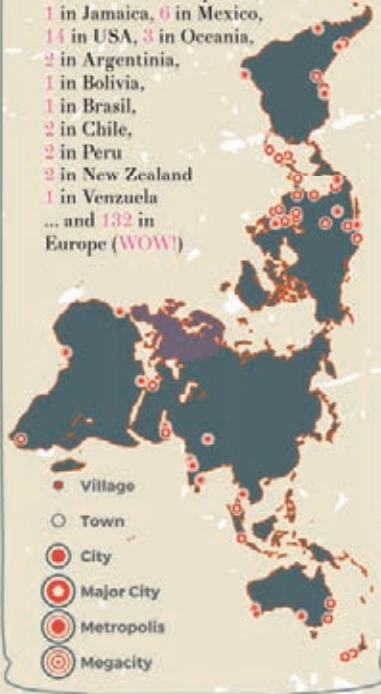 1 in Jamaica, 6 in Mexico,
14 in USA, 3 in Oceania,
2 in Argentinia,
1 in Bolivia,
1 in Brasil,
2 in Chile,
2 in Peru
2 in New Zealand
1 in Venzuela
... and 132 in
Europe (WOW!)
Village
Town
City
Major City
Metropolis
Megacity